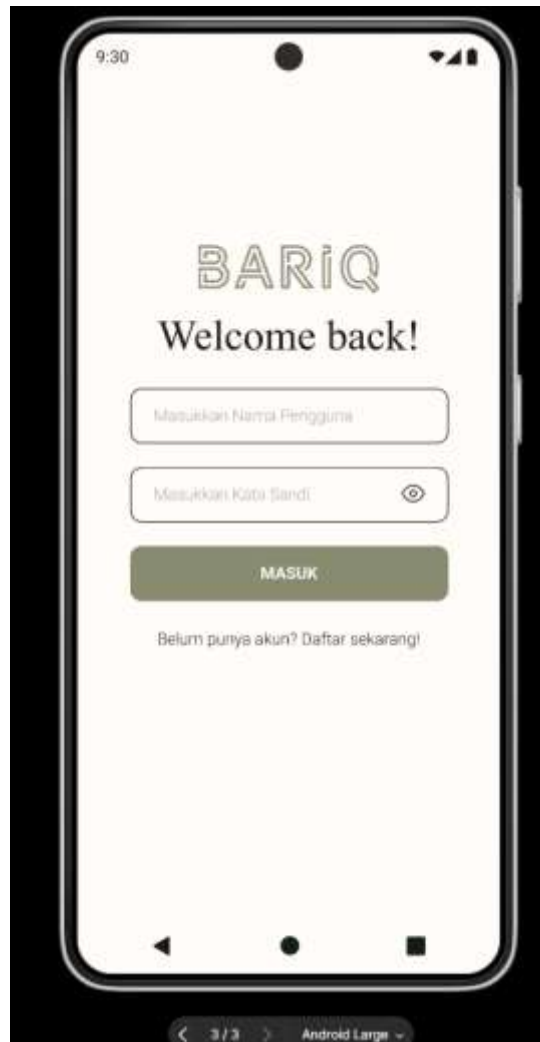 9:30
BARiQ
Welcome back!
Masukkan Nama Pengguna
Masukkan Kata Sandi
MASUK
Belum punya akun? Daftar sekarang!
3 / 3
Android Large